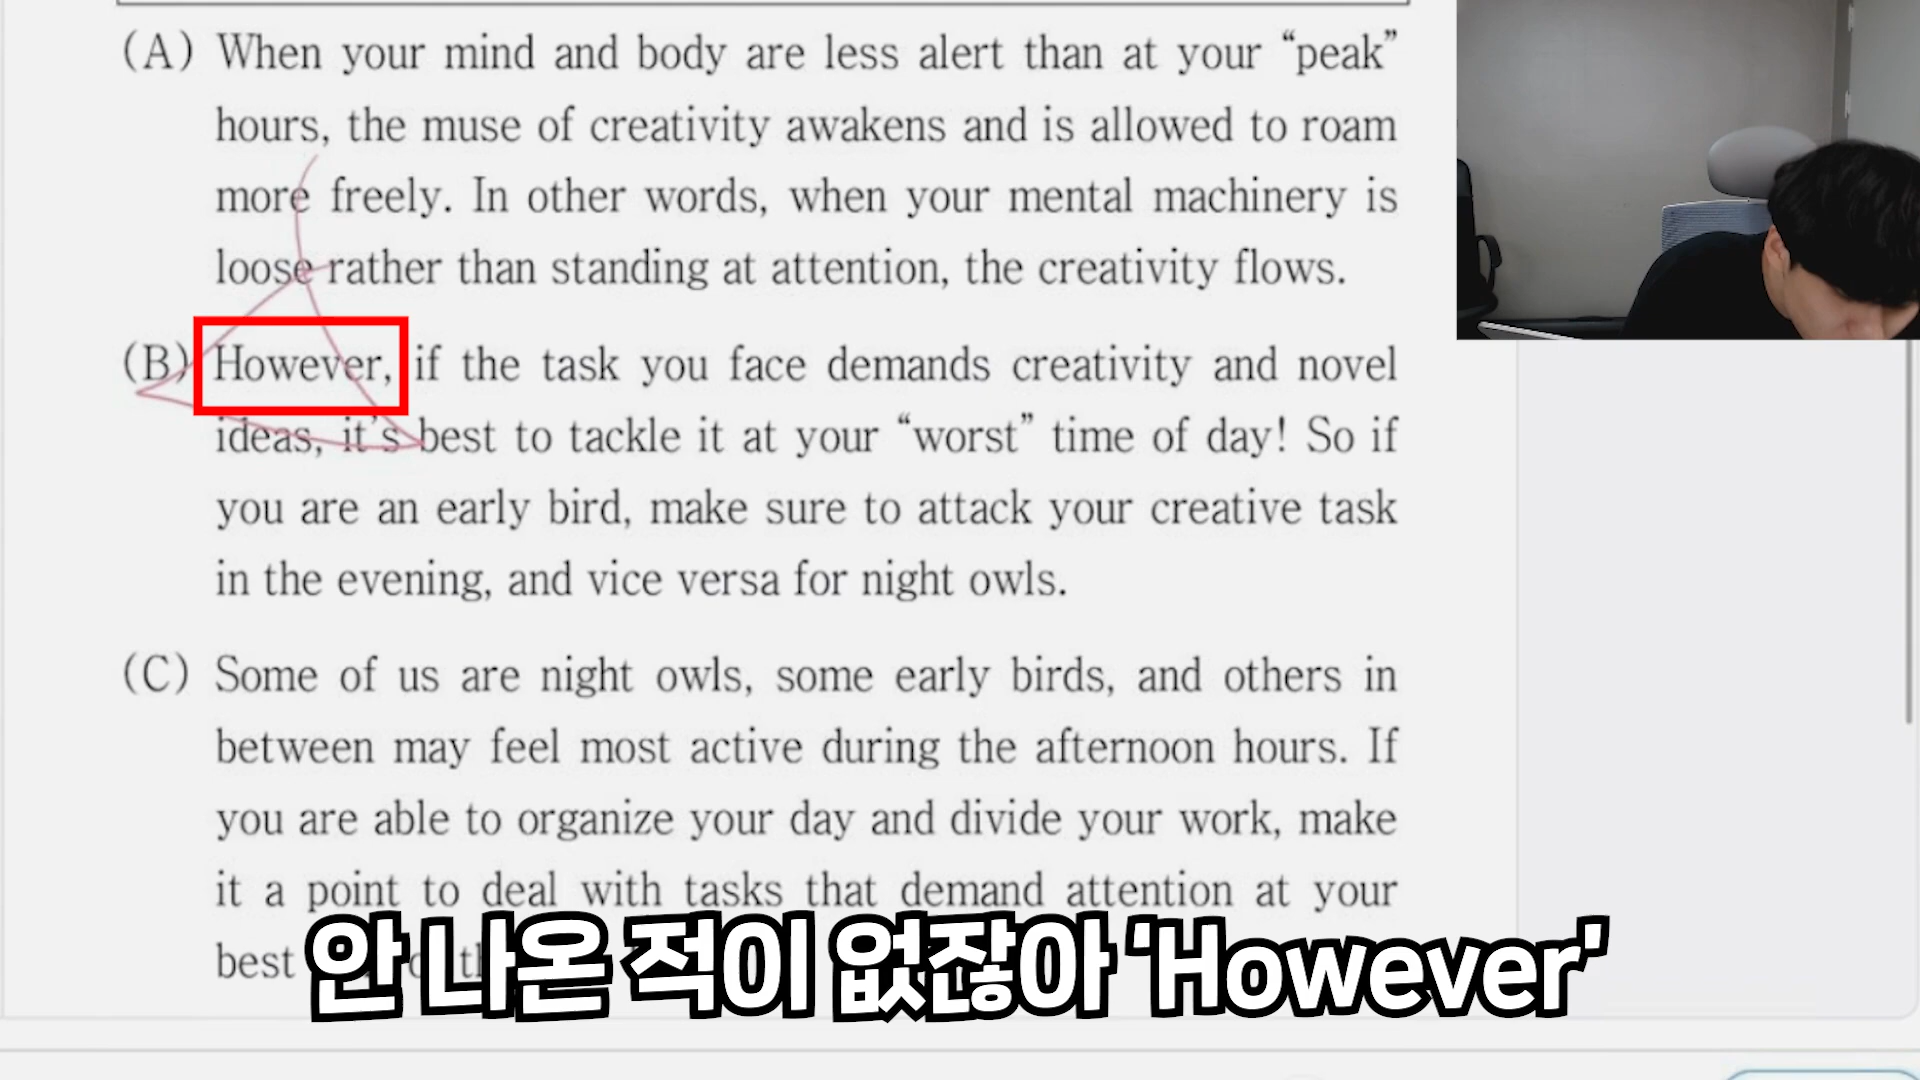 (A) When your mind and body are less alert than at your “peak”
hours, the muse of creativity awakens and is allowed to roam
more freely. In other words, when your mental machinery is
loose rather than standing at attention, the creativity flows.
(B) However, if the task you face demands creativity and novel
ideas, it’s best to tackle it at your “worst” time of day! So if
you are an early bird, make sure to attack your creative task
in the evening, and vice versa for night owls.
(C) Some of us are night owls, some early birds, and others in
between may feel most active during the afternoon hours. If
you are able to organize your day and divide your work, make
it a point to deal with tasks that demand attention at your
best
안 나온 적이 없잖아 ‘However’